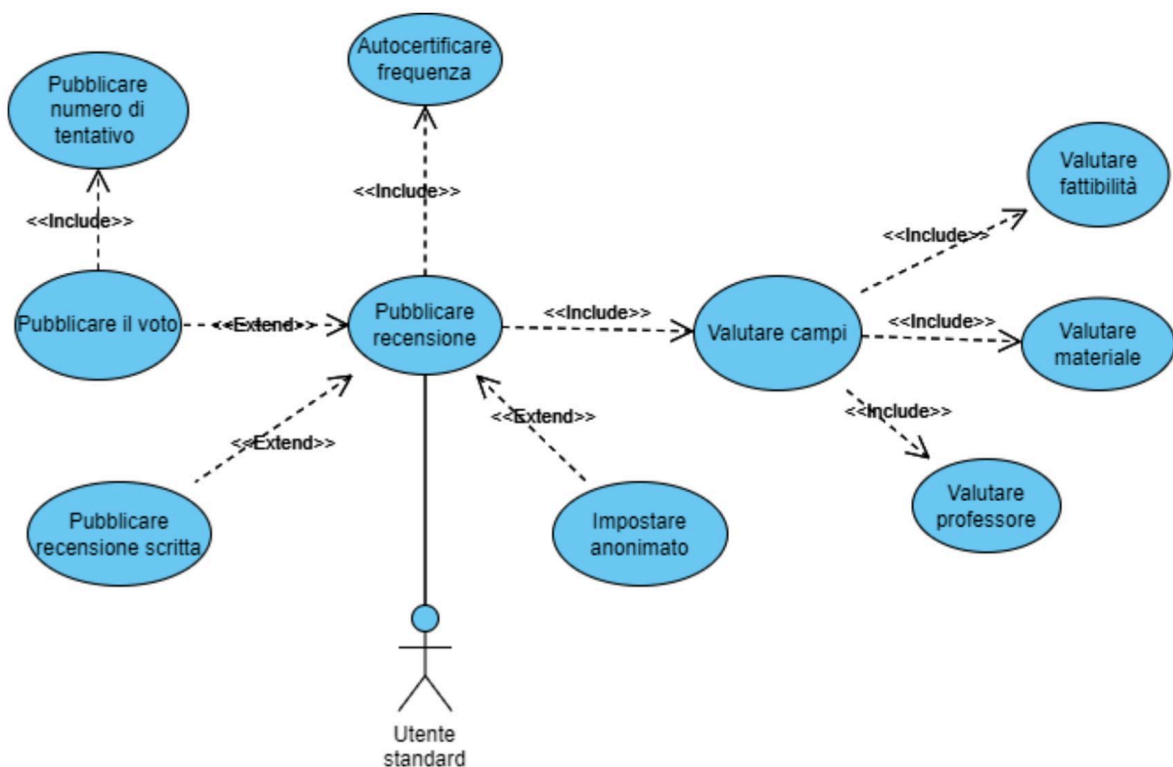 Autocertificare
frequenza
Pubblicare
numero di
tentativo
Valutare
fattibilità
<<Include>>
<<Include>>
<<Include>>
Pubblicare il voto
<<Extend>>
Pubblicare
recensione
<<Include>>
Valutare campi
<<Include>>
Valutare
materiale
<<Extend>>
<<Extend>>
<<Include>>
Pubblicare
recensione scritta
Impostare
anonimato
Valutare
professore
Utente
standard